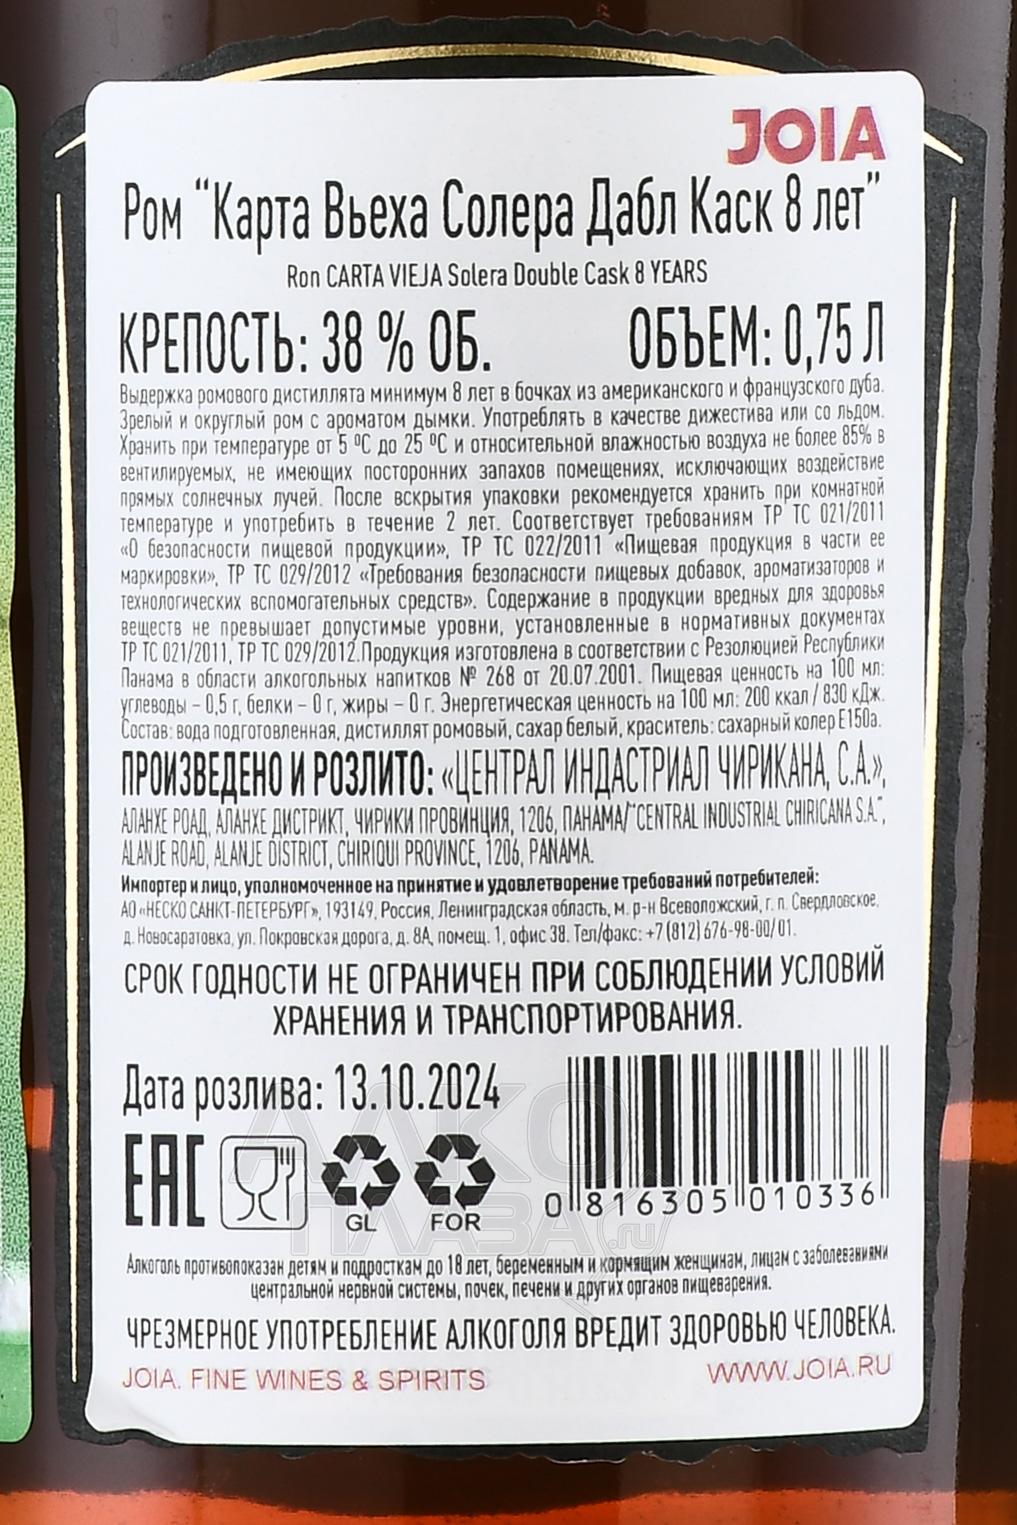 JOIA
Ром “Карта Вьеха Солера Дабл Каск 8 лет”
Ron CARTA VIEJA Solera Double Cask 8 YEARS
КРЕПОСТЬ: 38 % ОБ. ОБЪЕМ: 0,75 Л
Выдержка ромового дистиллята минимум 8 лет в бочках из американского и французского дуба.
Зрелый и округлый ром с ароматом дымки. Употреблять в качестве дижестива или со льдом.
Хранить при температуре от 5 ºС до 25 ºС и относительной влажностью воздуха не более 85% в
вентилируемых, не имеющих посторонних запахов помещениях, исключающих воздействие
прямых солнечных лучей. После вскрытия упаковки рекомендуется хранить при комнатной
температуре и употребить в течение 2 лет. Соответствует требованиям ТР ТС 021/2011
«О безопасности пищевой продукции», ТР ТС 022/2011 «Пищевая продукция в части ее
маркировки», ТР ТС 029/2012 «Требования безопасности пищевых добавок, ароматизаторов и
технологических вспомогательных средств». Содержание в продукции вредных для здоровья
веществ не превышает допустимые уровни, установленные в нормативных документах
ТР ТС 021/2011, ТР ТС 029/2012.Продукция изготовлена в соответствии с Резолюцией Республики
Панама в области алкогольных напитков № 268 от 20.07.2001. Пищевая ценность на 100 мл:
углеводы – 0,5 г, белки – 0 г, жиры – 0 г. Энергетическая ценность на 100 мл: 200 ккал / 830 кДж.
Состав: вода подготовленная, дистиллят ромовый, сахар белый, краситель: сахарный колер Е150а.
ПРОИЗВЕДЕНО И РОЗЛИТО: «ЦЕНТРАЛ ИНДАСТРИАЛ ЧИРИКАНА, С.А.»,
АЛАНХЕ РОАД, АЛАНХЕ ДИСТРИКТ, ЧИРИКИ ПРОВИНЦИЯ, 1206, ПАНАМА/"CENTRAL INDUSTRIAL CHIRICANA S.A.",
ALANJE ROAD, ALANJE DISTRICT, CHIRIQUI PROVINCE, 1206, PANAMA.
Импортер и лицо, уполномоченное на принятие и удовлетворение требований потребителей:
АО «НЕСКО САНКТ-ПЕТЕРБУРГ», 193149, Россия, Ленинградская область, м. р-н Всеволожский, г. п. Свердловское,
д. Новосаратовка, ул. Покровская дорога, д. 8А, помещ. 1, офис 38. Тел/факс: +7 (812) 676-98-00/01.
СРОК ГОДНОСТИ НЕ ОГРАНИЧЕН ПРИ СОБЛЮДЕНИИ УСЛОВИЙ
ХРАНЕНИЯ И ТРАНСПОРТИРОВАНИЯ.
Дата розлива: 13.10.2024
EAC GL FOR
0 816305 010336
АЛКО ПЛАЗА.ru
Алкоголь противопоказан детям и подросткам до 18 лет, беременным и кормящим женщинам, лицам с заболеваниями
центральной нервной системы, почек, печени и других органов пищеварения.
ЧРЕЗМЕРНОЕ УПОТРЕБЛЕНИЕ АЛКОГОЛЯ ВРЕДИТ ЗДОРОВЬЮ ЧЕЛОВЕКА.
JOIA. FINE WINES & SPIRITS WWW.JOIA.RU